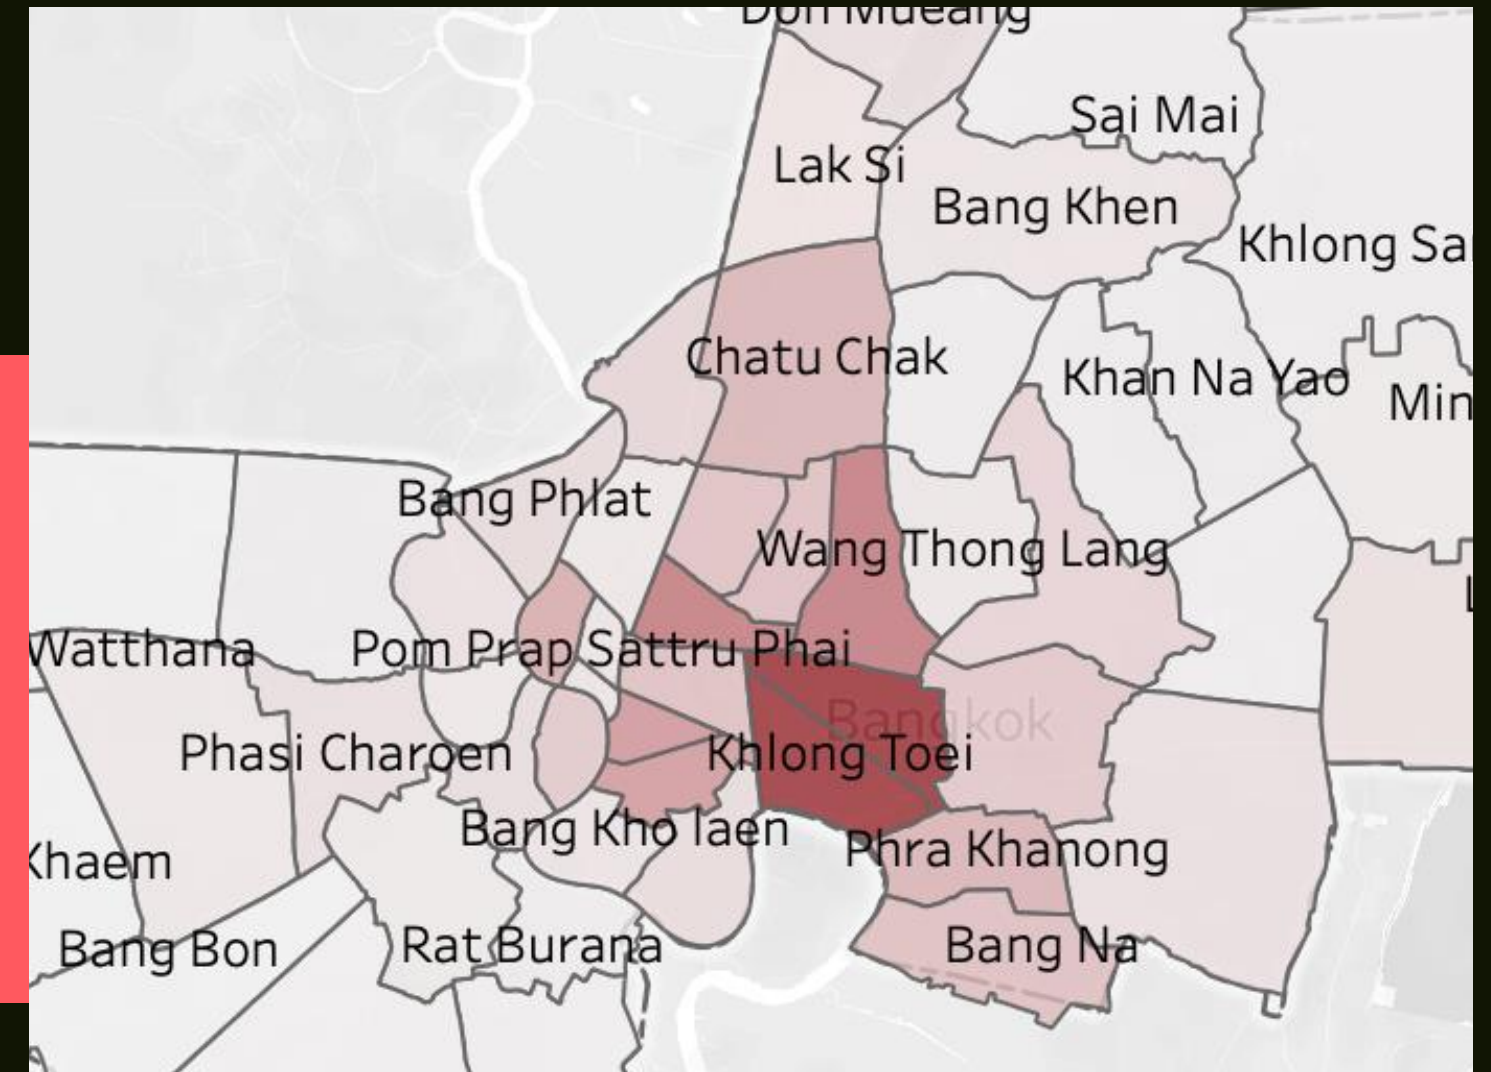 Don Mueang
Sai Mai
Lak Si
Bang Khen
Khlong Sa
Chatu Chak
Khan Na Yao
Min
Bang Phlat
Wang Thong Lang
Watthana
Pom Prap Sattru Phai
Bangkok
Phasi Charoen
Khlong Toei
Bang Kho laen
Phra Khanong
Khaem
Bang Bon
Rat Burana
Bang Na